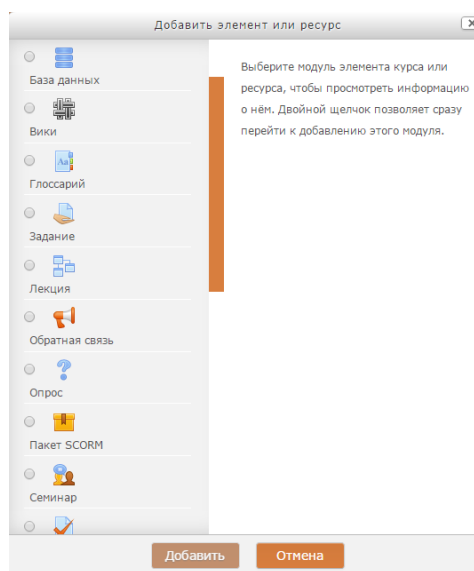 Добавить элемент или ресурс
База данных
Вики
Глоссарий
Задание
Лекция
Обратная связь
Опрос
Пакет SCORM
Семинар
Выберите модуль элемента курса или
ресурса, чтобы просмотреть информацию
о нём. Двойной щелчок позволяет сразу
перейти к добавлению этого модуля.
Добавить
Отмена